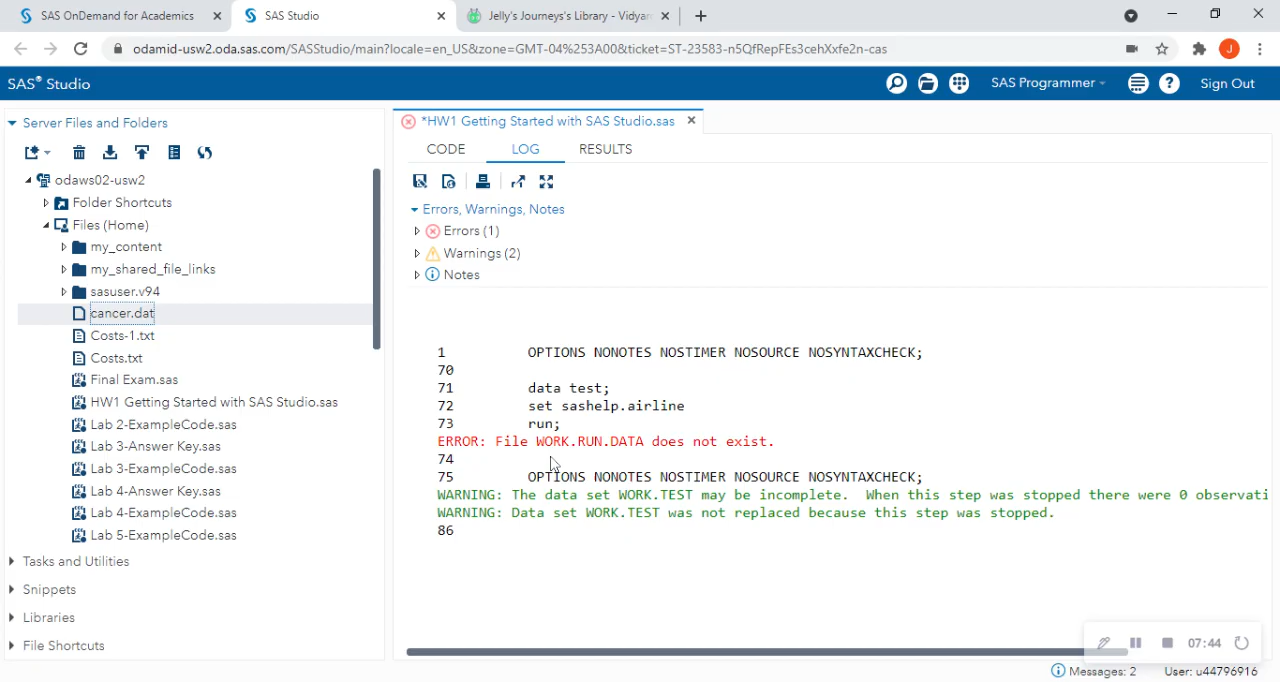 SAS OnDemand for Academics
SAS Studio
Jelly's Journeys's Library - Vidyan
odamid-usw2.oda.sas.com/SASStudio/main?locale=en_US&zone=GMT-04%253A00&ticket=ST-23583-n5QfRepFEs3cehXxfe2n-cas
J
SAS® Studio
SAS Programmer
Sign Out
Server Files and Folders
odaws02-usw2
Folder Shortcuts
Files (Home)
my_content
my_shared_file_links
sasuser.v94
cancer.dat
Costs-1.txt
Costs.txt
Final Exam.sas
HW1 Getting Started with SAS Studio.sas
Lab 2-ExampleCode.sas
Lab 3-Answer Key.sas
Lab 3-ExampleCode.sas
Lab 4-Answer Key.sas
Lab 4-ExampleCode.sas
Lab 5-ExampleCode.sas
Tasks and Utilities
Snippets
Libraries
File Shortcuts
*HW1 Getting Started with SAS Studio.sas
CODE LOG RESULTS
Errors, Warnings, Notes
Errors (1)
Warnings (2)
Notes
1 OPTIONS NONOTES NOSTIMER NOSOURCE NOSYNTAXCHECK;
70
71 data test;
72 set sashelp.airline
73 run;
ERROR: File WORK.RUN.DATA does not exist.
74
75 OPTIONS NONOTES NOSTIMER NOSOURCE NOSYNTAXCHECK;
WARNING: The data set WORK.TEST may be incomplete. When this step was stopped there were 0 observati
WARNING: Data set WORK.TEST was not replaced because this step was stopped.
86
07:44
Messages: 2 User: u44796916